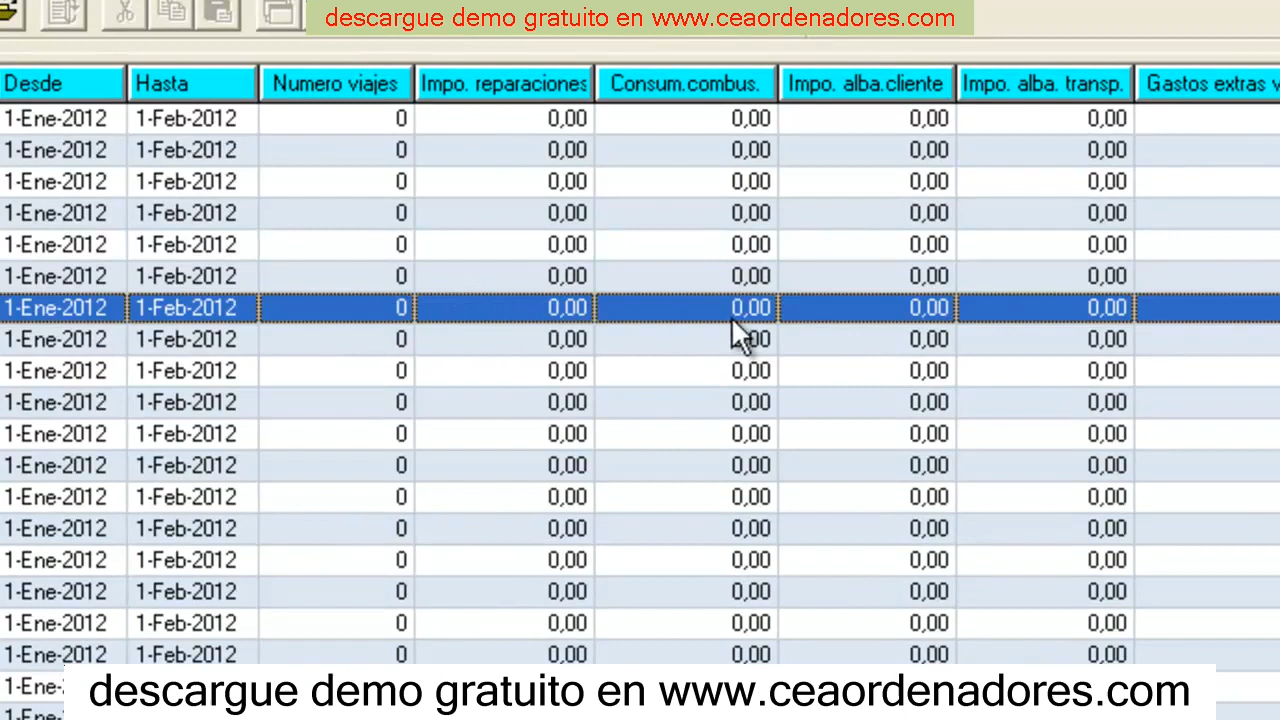 descargue demo gratuito en www.ceaordenadores.com
Desde Hasta Numero viajes Impo. reparaciones Consum.combus. Impo. alba.cliente Impo. alba. transp. Gastos extras
1-Ene-2012 1-Feb-2012 0 0,00 0,00 0,00 0,00
1-Ene-2012 1-Feb-2012 0 0,00 0,00 0,00 0,00
1-Ene-2012 1-Feb-2012 0 0,00 0,00 0,00 0,00
1-Ene-2012 1-Feb-2012 0 0,00 0,00 0,00 0,00
1-Ene-2012 1-Feb-2012 0 0,00 0,00 0,00 0,00
1-Ene-2012 1-Feb-2012 0 0,00 0,00 0,00 0,00
1-Ene-2012 1-Feb-2012 0 0,00 0,00 0,00 0,00
1-Ene-2012 1-Feb-2012 0 0,00 00 0,00 0,00
1-Ene-2012 1-Feb-2012 0 0,00 0,00 0,00 0,00
1-Ene-2012 1-Feb-2012 0 0,00 0,00 0,00 0,00
1-Ene-2012 1-Feb-2012 0 0,00 0,00 0,00 0,00
1-Ene-2012 1-Feb-2012 0 0,00 0,00 0,00 0,00
1-Ene-2012 1-Feb-2012 0 0,00 0,00 0,00 0,00
1-Ene-2012 1-Feb-2012 0 0,00 0,00 0,00 0,00
1-Ene-2012 1-Feb-2012 0 0,00 0,00 0,00 0,00
1-Ene-2012 1-Feb-2012 0 0,00 0,00 0,00 0,00
1-Ene-2012 1-Feb-2012 0 0,00 0,00 0,00 0,00
1-Ene-2012 1-Feb-2012 0 0,00 0,00 0,00 0,00
1-Ene-
descargue demo gratuito en www.ceaordenadores.com